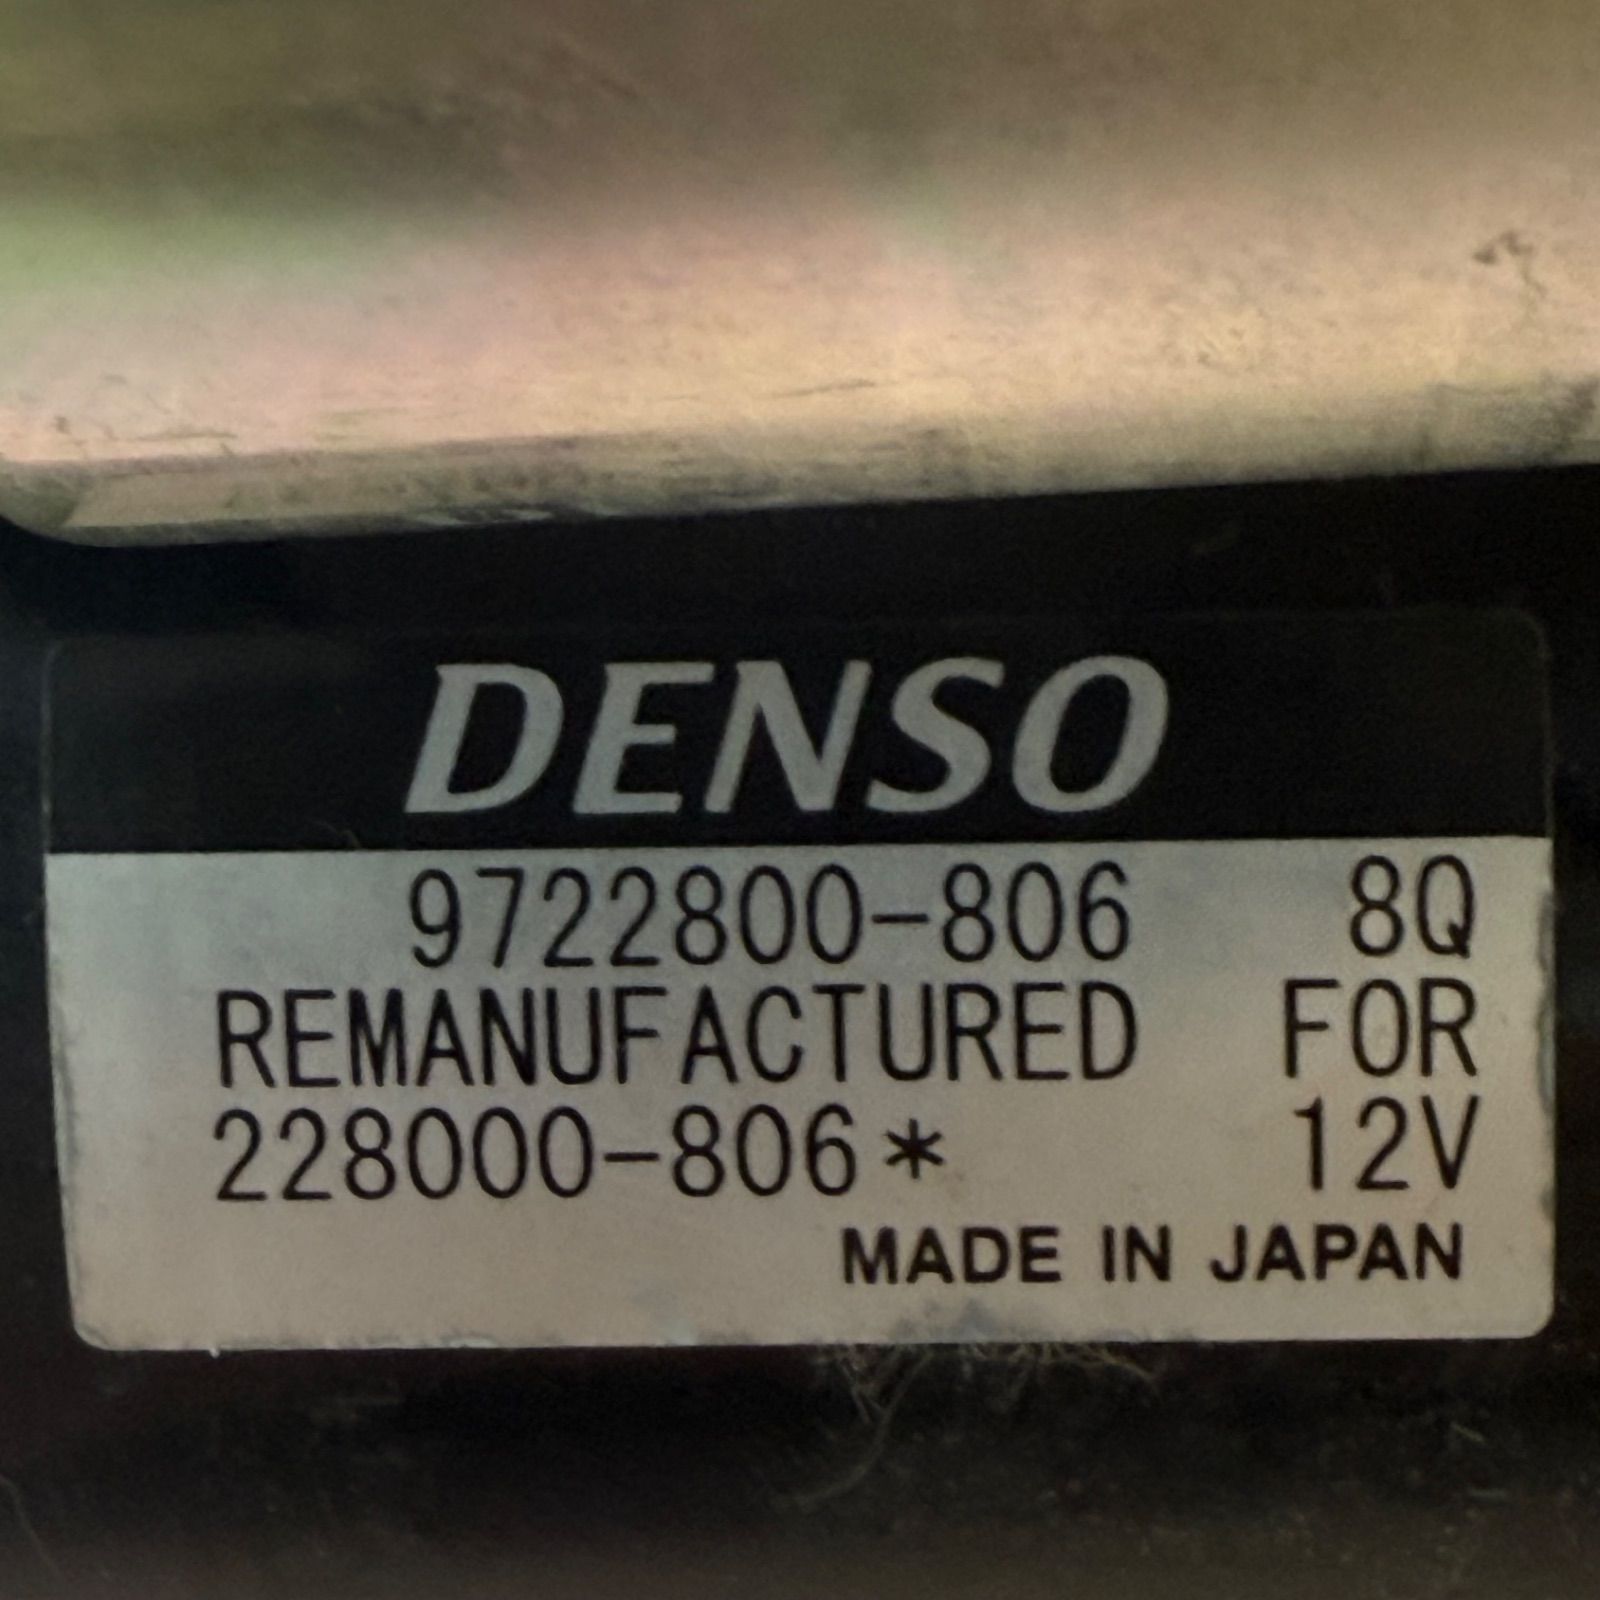 DENSO
9722800-806 8Q
REMANUFACTURED FOR
228000-806* 12V
MADE IN JAPAN